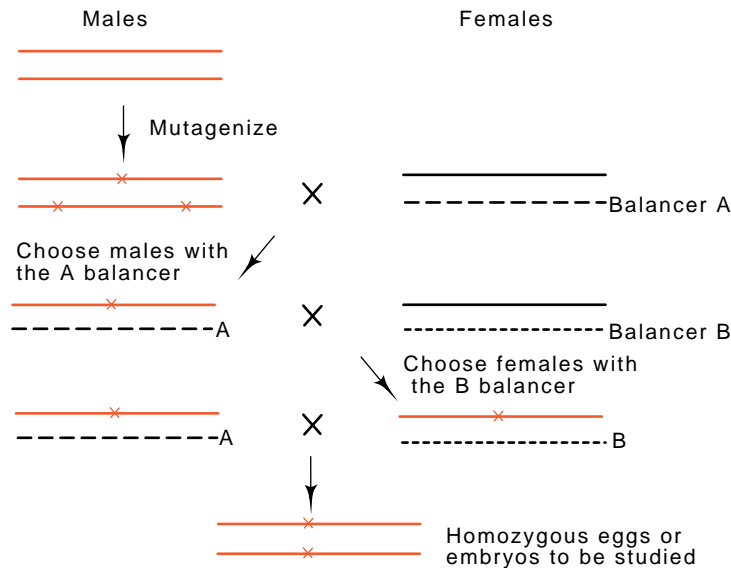 Males
Females
Mutagenize
Balancer A
Choose males with
the A balancer
A
Balancer B
Choose females with
the B balancer
A
B
Homozygous eggs or
embryos to be studied